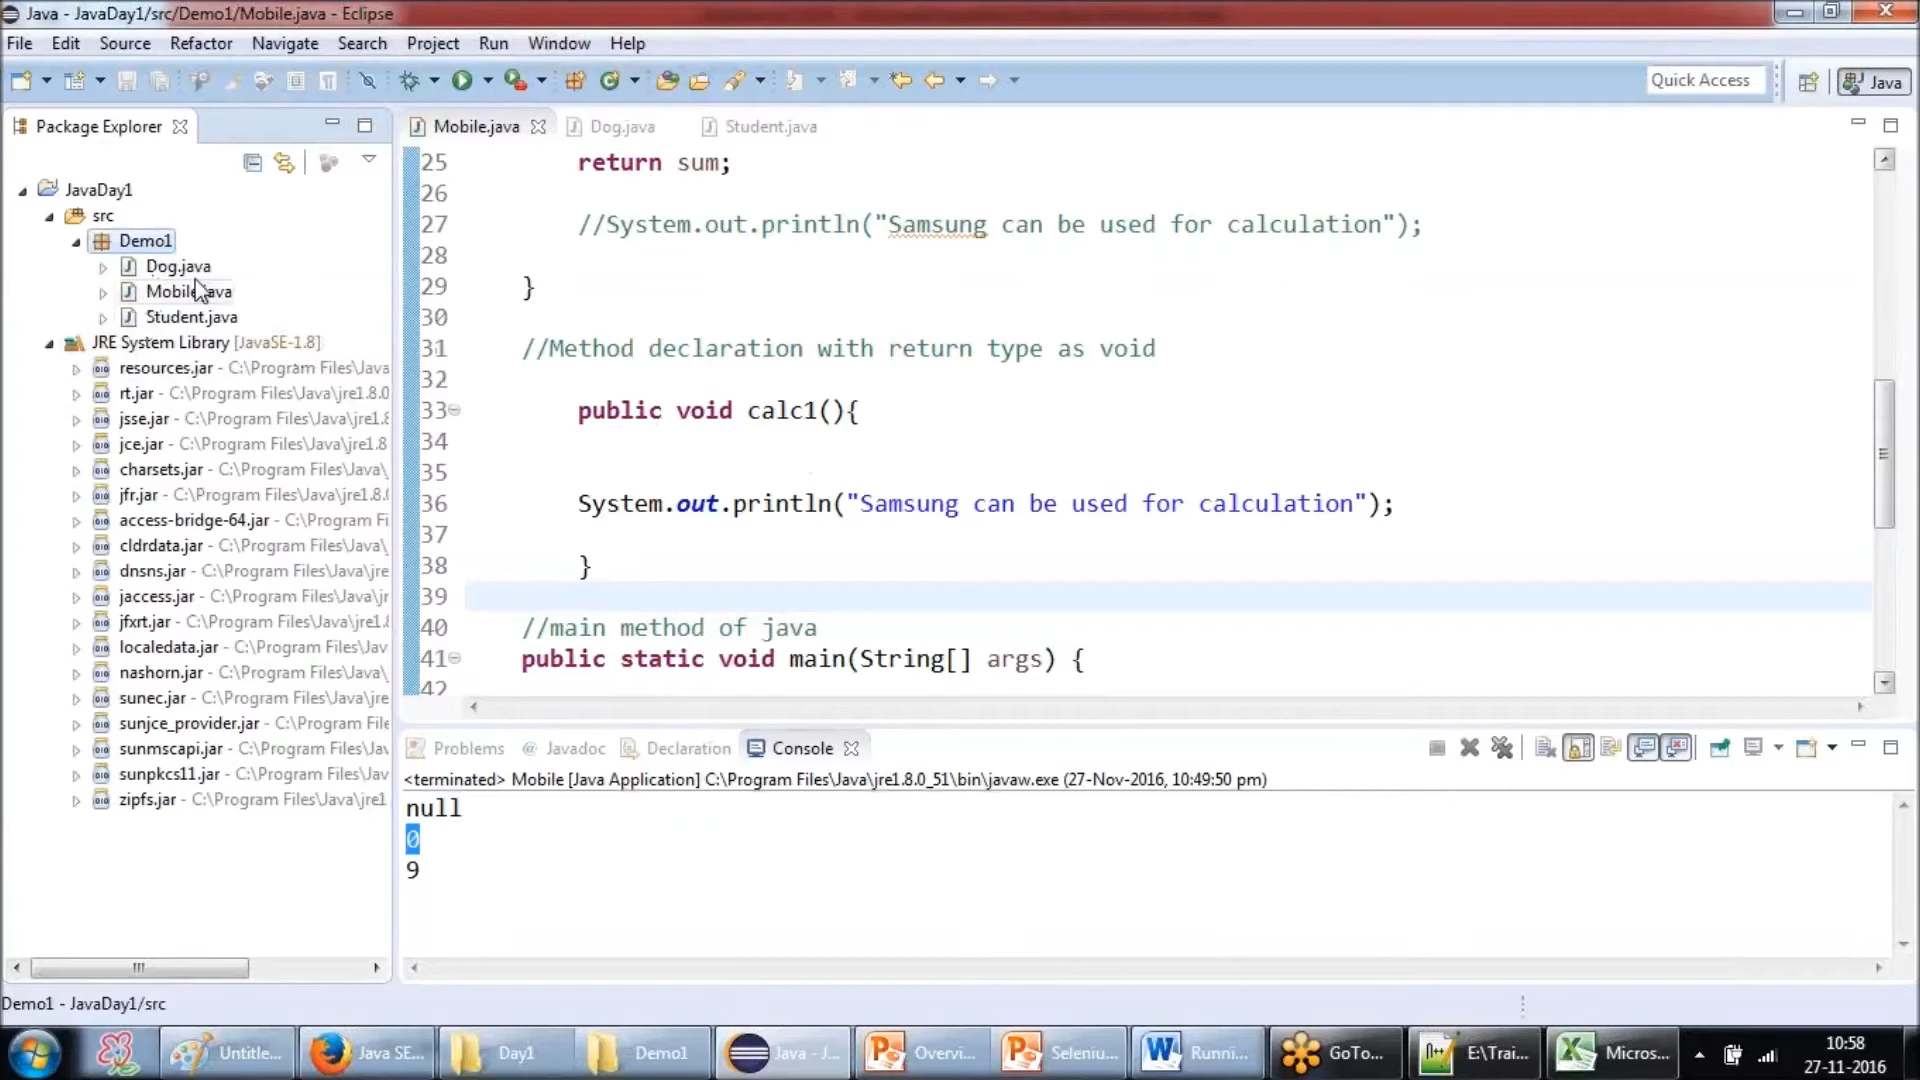 Java - JavaDay1/src/Demo1/Mobile.java - Eclipse
File Edit Source Refactor Navigate Search Project Run Window Help
Quick Access
Java
Package Explorer
Mobile.java
Dog.java
Student.java
JavaDay1
src
Demo1
Dog.java
Mobile.java
Student.java
JRE System Library [JavaSE-1.8]
resources.jar - C:\Program Files\Java
rt.jar - C:\Program Files\Java\jre1.8.0
jsse.jar - C:\Program Files\Java\jre1.8
jce.jar - C:\Program Files\Java\jre1.8
charsets.jar - C:\Program Files\Java\
jfr.jar - C:\Program Files\Java\jre1.8.0
access-bridge-64.jar - C:\Program Fi
cldrdata.jar - C:\Program Files\Java\
dnsns.jar - C:\Program Files\Java\jre
jaccess.jar - C:\Program Files\Java\jr
jfxrt.jar - C:\Program Files\Java\jre1.8
localedata.jar - C:\Program Files\Jav
nashorn.jar - C:\Program Files\Java\
sunec.jar - C:\Program Files\Java\jre
sunjce_provider.jar - C:\Program File
sunmscapi.jar - C:\Program Files\Jav
sunpkcs11.jar - C:\Program Files\Jav
zipfs.jar - C:\Program Files\Java\jre1
25 return sum;
26
27 //System.out.println("Samsung can be used for calculation");
28
29 }
30
31 //Method declaration with return type as void
32
33 public void calc1(){
34
35
36 System.out.println("Samsung can be used for calculation");
37
38 }
39
40 //main method of java
41 public static void main(String[] args) {
42
Problems @ Javadoc Declaration Console
<terminated> Mobile [Java Application] C:\Program Files\Java\jre1.8.0_51\bin\javaw.exe (27-Nov-2016, 10:49:50 pm)
null
0
9
Demo1 - JavaDay1/src
Untitle...
Java SE...
Day1
Demo1
Java - J...
Overvi...
Seleniu...
Runni...
GoTo...
E:\Trai...
Micros...
10:58
27-11-2016